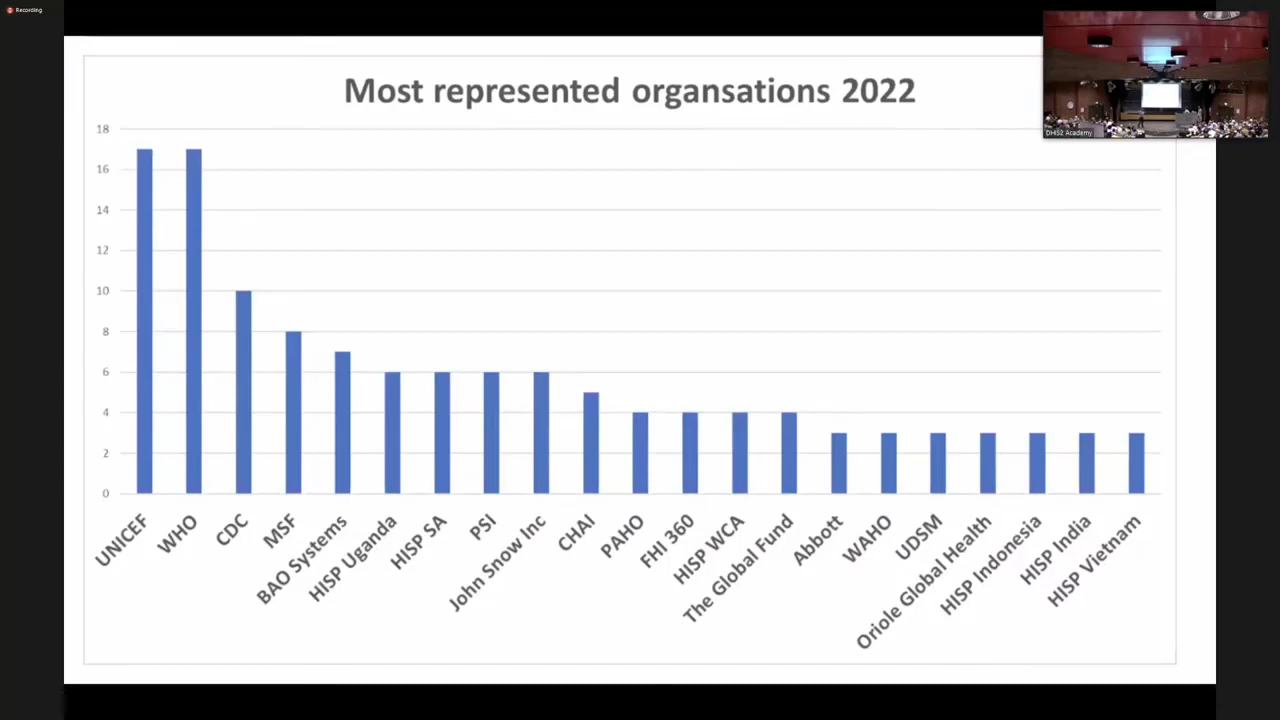 Recording
Most represented organsations 2022
18
16
14
12
10
8
6
4
2
0
UNICEF
WHO
CDC
MSF
BAO Systems
HISP Uganda
HISP SA
PSI
John Snow Inc
CHAI
PAHO
FHI 360
HISP WCA
The Global Fund
Abbott
WAHO
UDSM
Oriole Global Health
HISP Indonesia
HISP India
HISP Vietnam
DHIS2 Academy